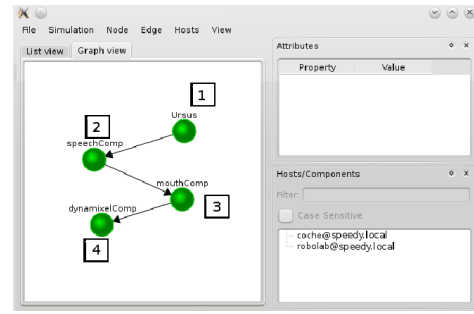 File Simulation Node Edge Hosts View
List view Graph view
1
Ursus
2
speechComp
mouthComp
3
dynamixelComp
4
Attributes
Property Value
Hosts/Components
Filter
Case Sensitive
coche@speedy.local
robolab@speedy.local